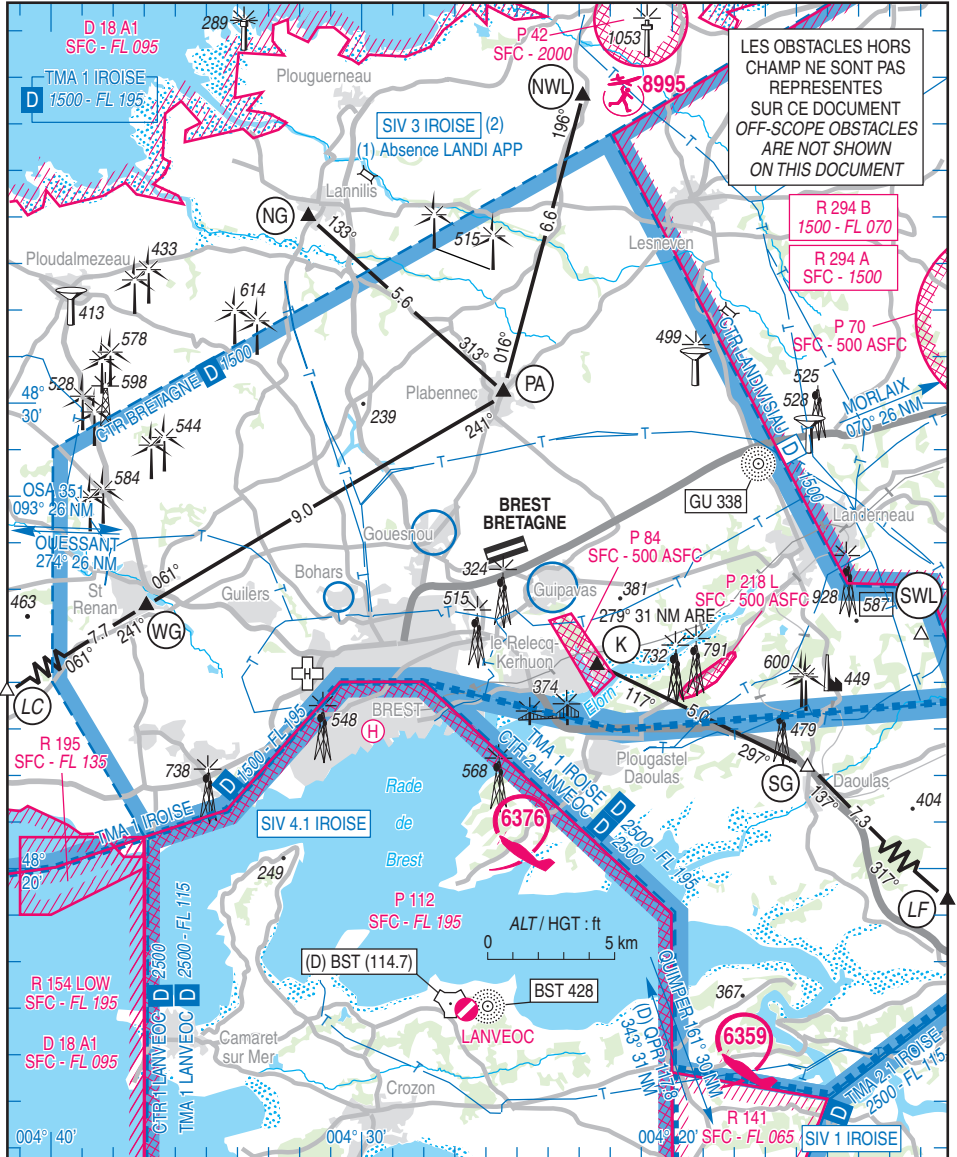 D 18 A1
SFC - FL 095
289
P 42
SFC - 2000
1053
LES OBSTACLES HORS
CHAMP NE SONT PAS
REPRESENTES
SUR CE DOCUMENT
OFF-SCOPE OBSTACLES
ARE NOT SHOWN
ON THIS DOCUMENT
TMA 1 IROISE
D 1500 - FL 195
Plouguerneau
NWL
8995
196°
SIV 3 IROISE (2)
(1) Absence LANDI APP
Lannilis
NG
133°
515
6.6
Lesneven
R 294 B
1500 - FL 070
R 294 A
SFC - 1500
Ploudalmezeau
433
413
614
5.6
578
313°
016°
499
P 70
SFC - 500 ASFC
CTR LANDIVISIAU D 1500
528
598
48°
30'
CTR BRETAGNE D 1500
PA
Plabennec
241°
239
525
528
MORLAIX
070° 26 NM
544
584
OSA 351
093° 26 NM
OUESSANT
274° 26 NM
9.0
GU 338
BREST
BRETAGNE
Gouesnou
Landerneau
P 84
SFC - 500 ASFC
324
Bohars
061°
St
Renan
Guilers
515
Guipavas
381
P 218 L
SFC - 500 ASFC
928
587
SWL
463
WG
241°
7.7
061°
LC
279° 31 NM ARE
le Relecq-
Kerhuon
K
732
791
600
449
H
374
Elorn
117°
5.0
BREST
548
H
479
297°
R 195
SFC - FL 135
738
TMA 1 IROISE D 1500 - FL 195
Plougastel
Daoulas
SG
Daoulas
568
TMA 1 IROISE D 2500 - FL 195
CTR 2 LANVEOC D 2500
137°
7.3
404
Rade
de
Brest
6376
SIV 4.1 IROISE
48°
20'
249
317°
LF
P 112
SFC - FL 195
ALT / HGT : ft
0 5 km
(D) BST (114.7)
BST 428
LANVEOC
R 154 LOW
SFC - FL 195
D 18 A1
SFC - FL 095
CTR 1 LANVEOC D 2500
TMA 1 LANVEOC D 2500 - FL 115
Camaret
sur Mer
Crozon
QUIMPER 161° 30 NM
(D) QPR 117.8
343° 31 NM
367
6359
TMA 2.1 IROISE
D 2500 - FL 115
R 141
SFC - FL 065
SIV 1 IROISE
004° 40'
004° 30'
004° 20'